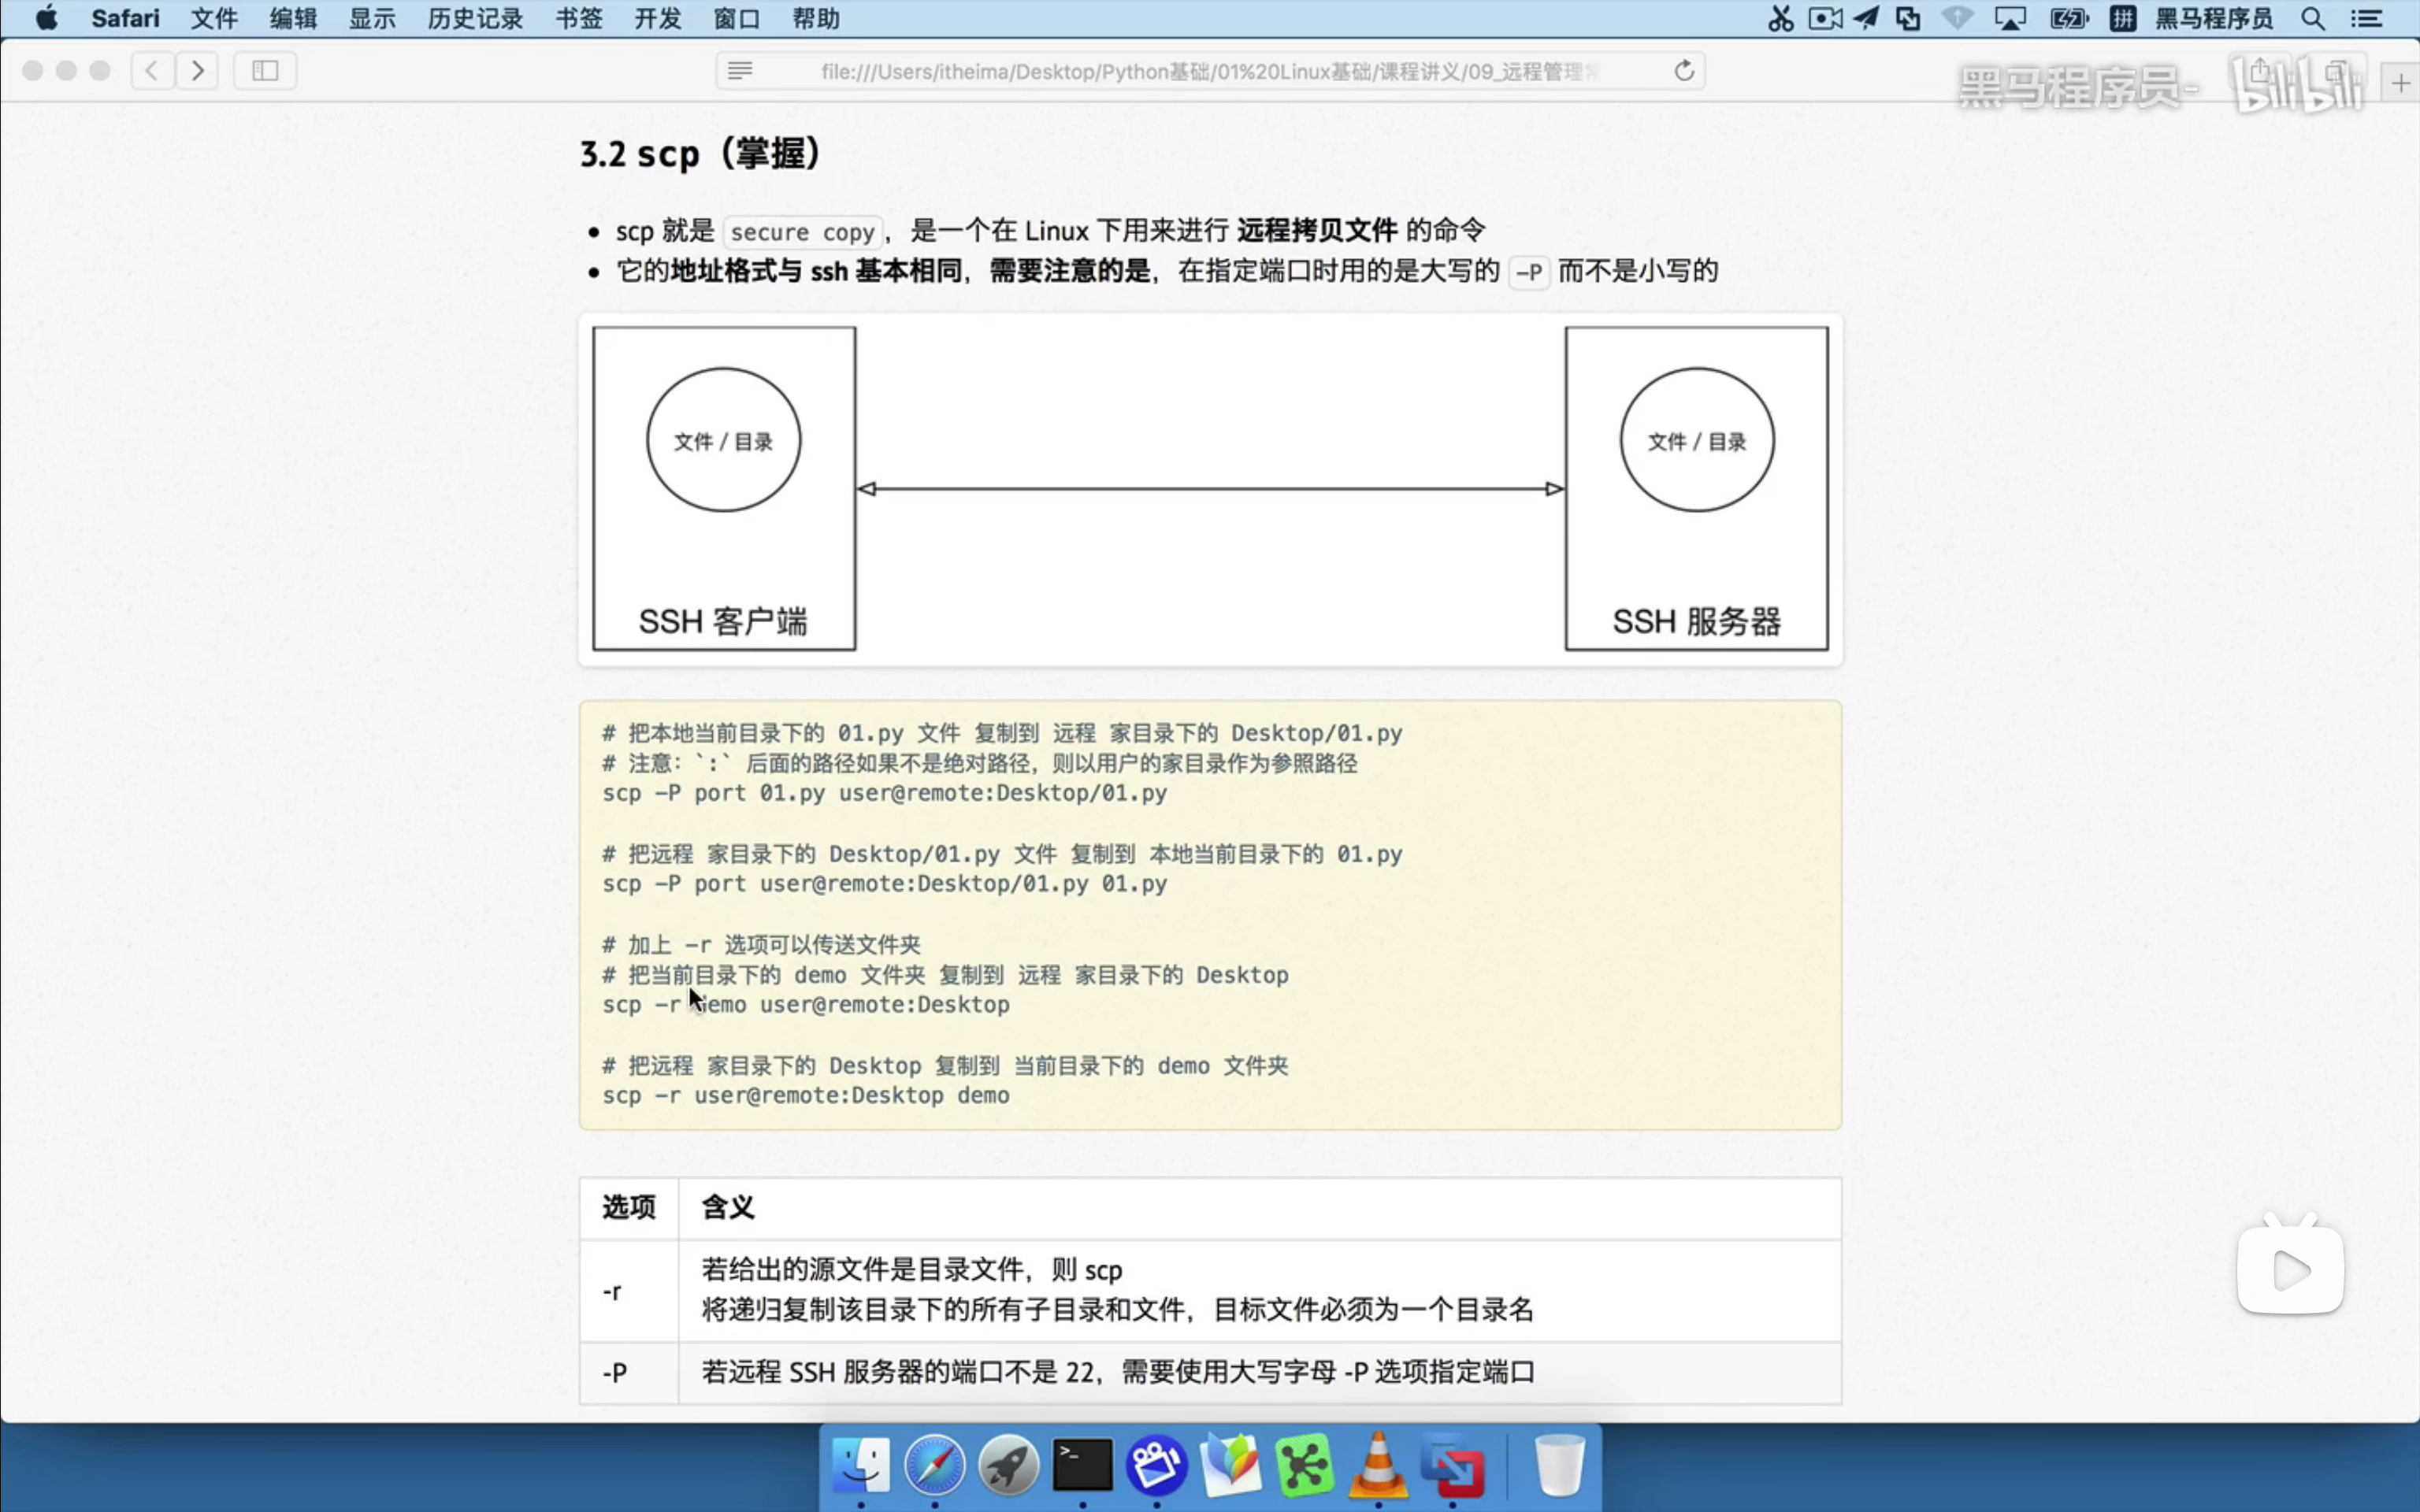 Safari 文件 编辑 显示 历史记录 书签 开发 窗口 帮助 拼 黑马程序员
file:///Users/itheima/Desktop/Python基础/01%20Linux基础/课程讲义/09_远程管理常
黑马程序员- bilibili
3.2 scp（掌握）
scp 就是 secure copy，是一个在 Linux 下用来进行 远程拷贝文件 的命令
它的地址格式与 ssh 基本相同，需要注意的是，在指定端口时用的是大写的 -P 而不是小写的
文件 / 目录
文件 / 目录
SSH 客户端
SSH 服务器
# 把本地当前目录下的 01.py 文件 复制到 远程 家目录下的 Desktop/01.py
# 注意：`:` 后面的路径如果不是绝对路径，则以用户的家目录作为参照路径
scp -P port 01.py user@remote:Desktop/01.py
# 把远程 家目录下的 Desktop/01.py 文件 复制到 本地当前目录下的 01.py
scp -P port user@remote:Desktop/01.py 01.py
# 加上 -r 选项可以传送文件夹
# 把当前目录下的 demo 文件夹 复制到 远程 家目录下的 Desktop
scp -r demo user@remote:Desktop
# 把远程 家目录下的 Desktop 复制到 当前目录下的 demo 文件夹
scp -r user@remote:Desktop demo
选项 含义
-r 若给出的源文件是目录文件，则 scp
将递归复制该目录下的所有子目录和文件，目标文件必须为一个目录名
-P 若远程 SSH 服务器的端口不是 22，需要使用大写字母 -P 选项指定端口